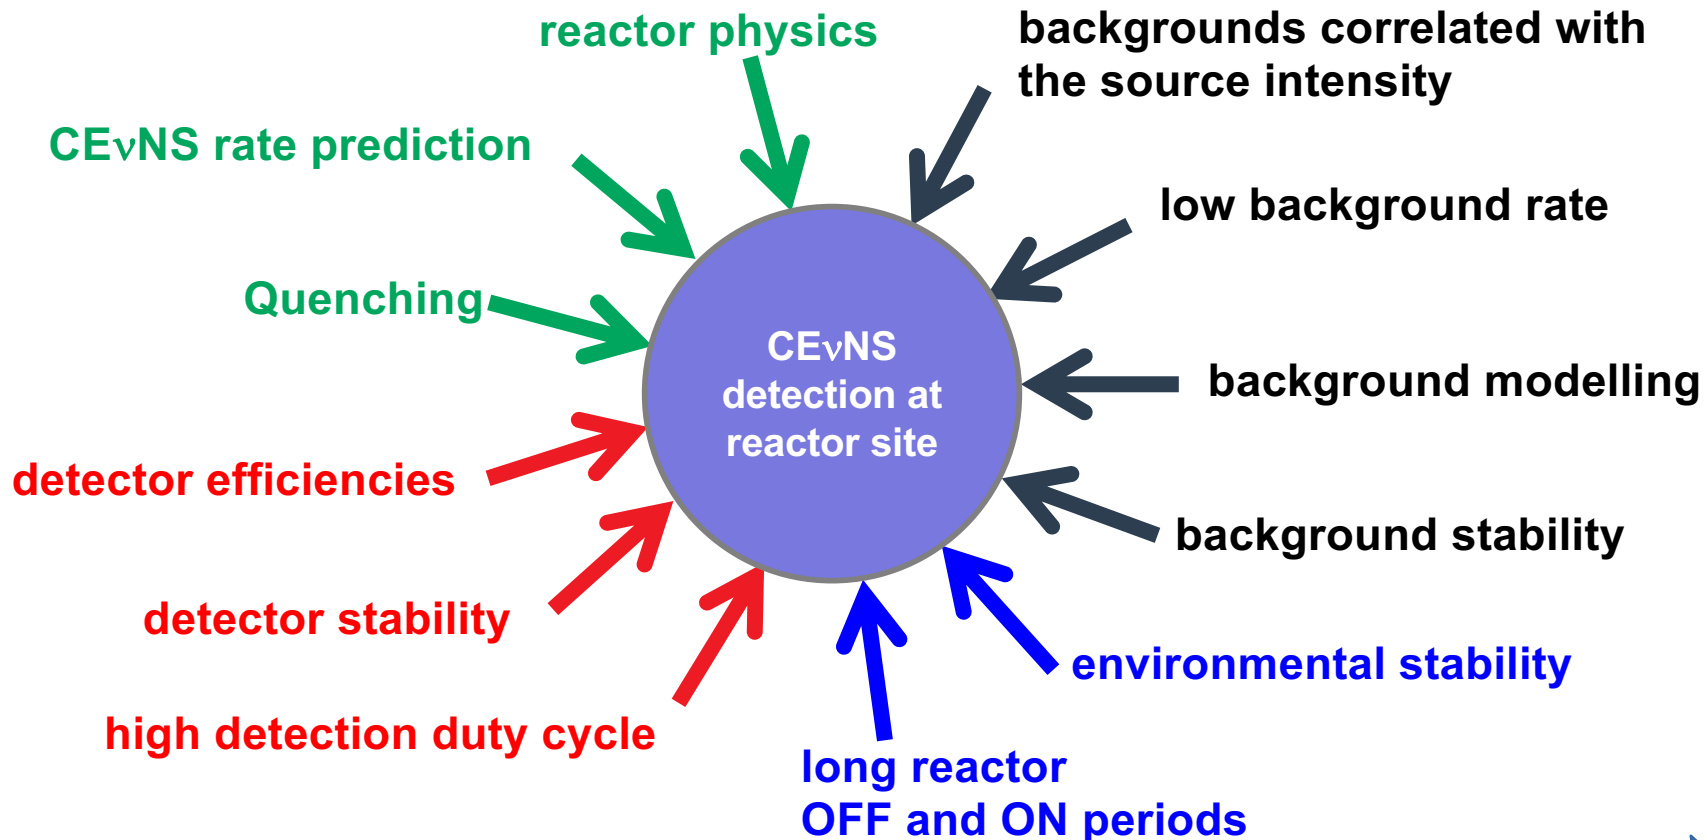 reactor physics
backgrounds correlated with
the source intensity
CEνNS rate prediction
low background rate
Quenching
CEνNS
detection at
reactor site
background modelling
detector efficiencies
background stability
detector stability
environmental stability
high detection duty cycle
long reactor
OFF and ON periods